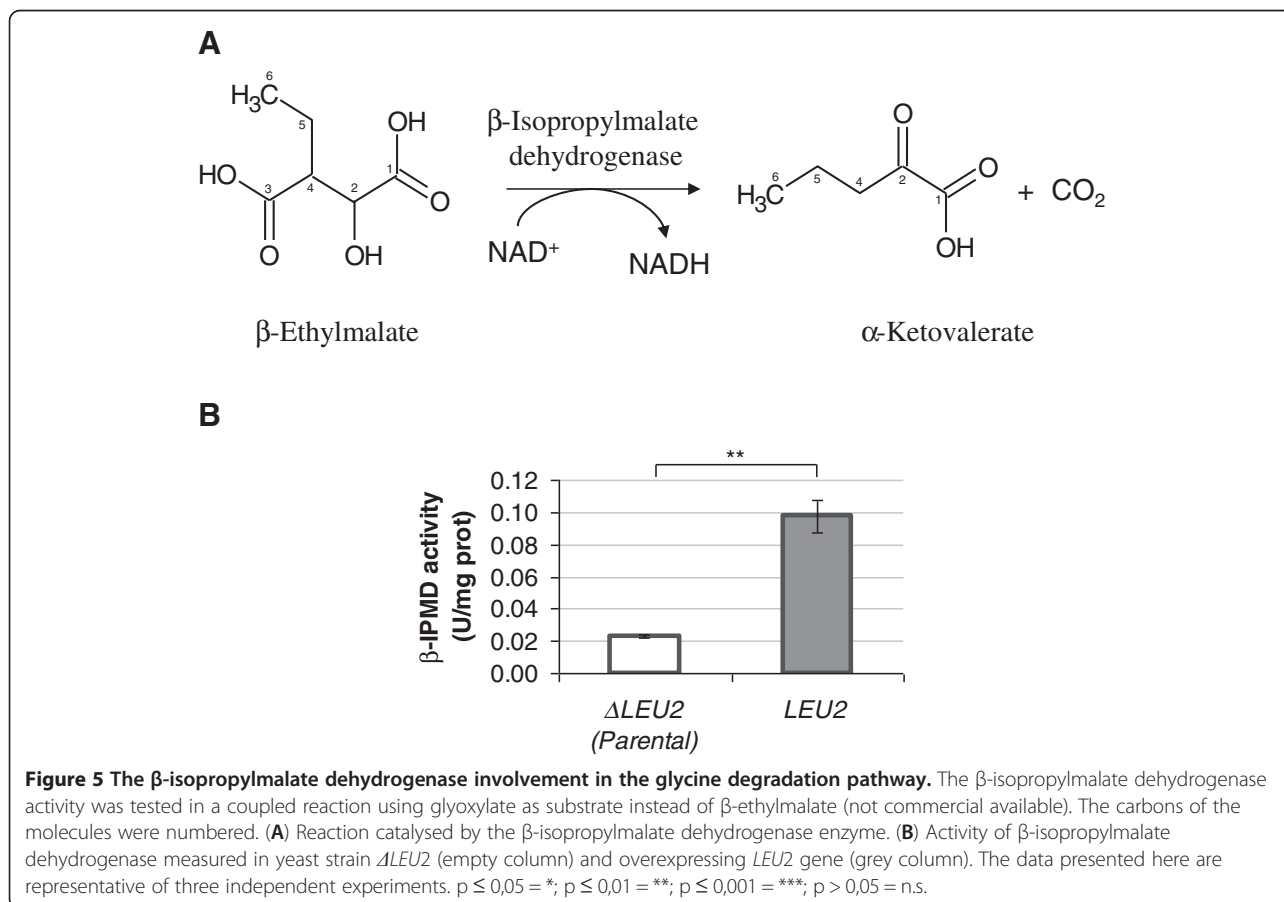 A
6
H₃C
5
OH
HO
3
4
2
1
O
O
OH
β-Isopropylmalate
dehydrogenase
NAD⁺
NADH
O
6
H₃C
5
4
2
1
O
OH
+ CO₂
β-Ethylmalate
α-Ketovalerate
B
**
β-IPMD activity
(U/mg prot)
0.12
0.10
0.08
0.06
0.04
0.02
0.00
ΔLEU2
(Parental)
LEU2
Figure 5 The β-isopropylmalate dehydrogenase involvement in the glycine degradation pathway. The β-isopropylmalate dehydrogenase
activity was tested in a coupled reaction using glyoxylate as substrate instead of β-ethylmalate (not commercial available). The carbons of the
molecules were numbered. (A) Reaction catalysed by the β-isopropylmalate dehydrogenase enzyme. (B) Activity of β-isopropylmalate
dehydrogenase measured in yeast strain ΔLEU2 (empty column) and overexpressing LEU2 gene (grey column). The data presented here are
representative of three independent experiments. p ≤ 0,05 = *; p ≤ 0,01 = **; p ≤ 0,001 = ***; p > 0,05 = n.s.